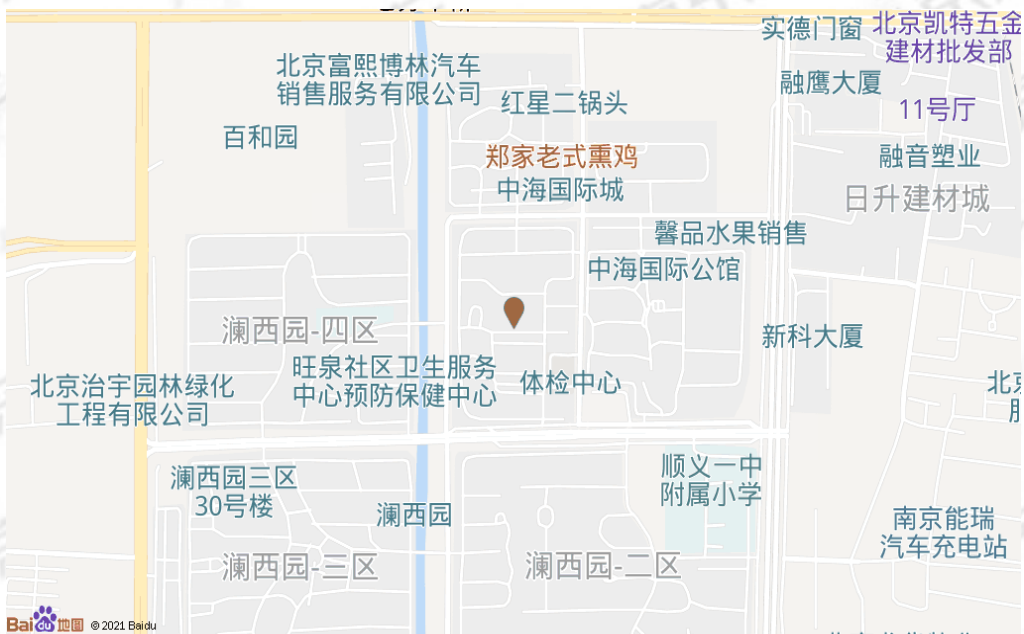 实德门窗
北京凯特五金
建材批发部
北京富熙博林汽车
销售服务有限公司
融鹰大厦
红星二锅头
11号厅
百和园
郑家老式熏鸡
融音塑业
中海国际城
日升建材城
馨品水果销售
中海国际公馆
澜西园-四区
新科大厦
旺泉社区卫生服务
中心预防保健中心
体检中心
北京治宇园林绿化
工程有限公司
澜西园三区
30号楼
顺义一中
附属小学
澜西园
南京能瑞
汽车充电站
澜西园-三区
澜西园-二区
Bai du 地图 © 2021 Baidu